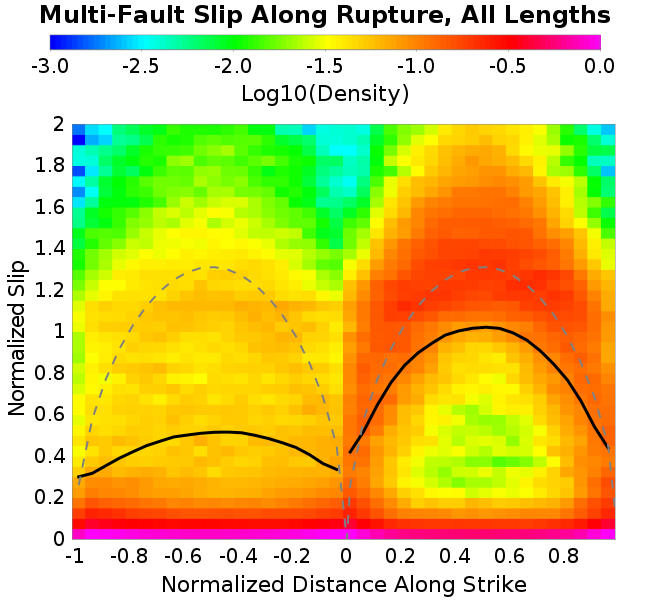 Multi-Fault Slip Along Rupture, All Lengths
-3.0 -2.5 -2.0 -1.5 -1.0 -0.5 0.0
Log10(Density)
Normalized Slip
2
1.8
1.6
1.4
1.2
1
0.8
0.6
0.4
0.2
0
-1 -0.8 -0.6 -0.4 -0.2 0 0.2 0.4 0.6 0.8
Normalized Distance Along Strike